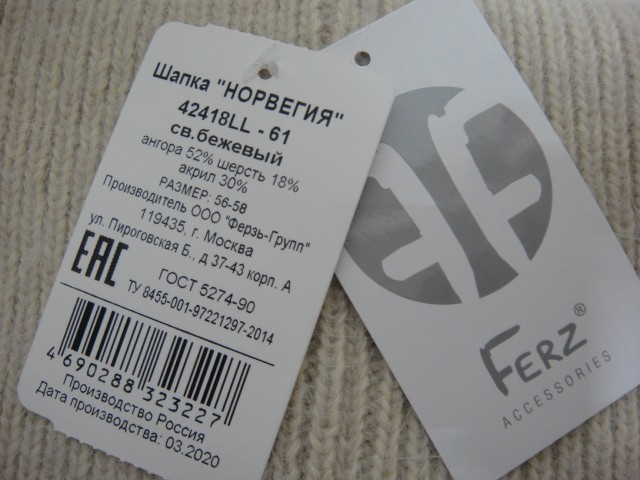 Шапка "НОРВЕГИЯ"
42418LL - 61
св.бежевый
ангора 52% шерсть 18%
акрил 30%
РАЗМЕР: 56-58
Производитель ООО "Ферзь-Групп"
119435, г. Москва
ул. Пироговская Б., д 37-43 корп. А
EAC
ГОСТ 5274-90
ТУ 8455-001-97221297-2014
4 690288 323227
Производство Россия
Дата производства: 03.2020
FERZ®
ACCESSORIES